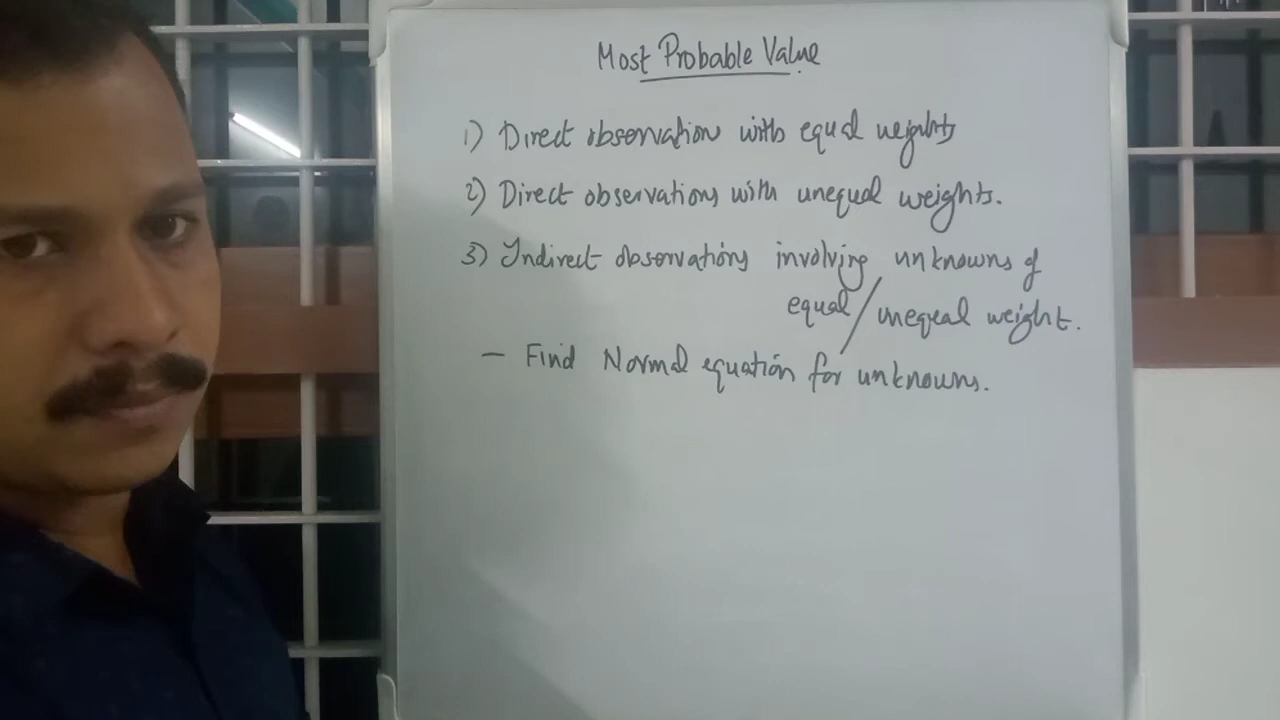 Most Probable Value
1) Direct observation with equal weights
2) Direct observations with unequal weights.
3) Indirect observations involving unknowns of
equal/unequal weight.
- Find Normal equation for unknowns.